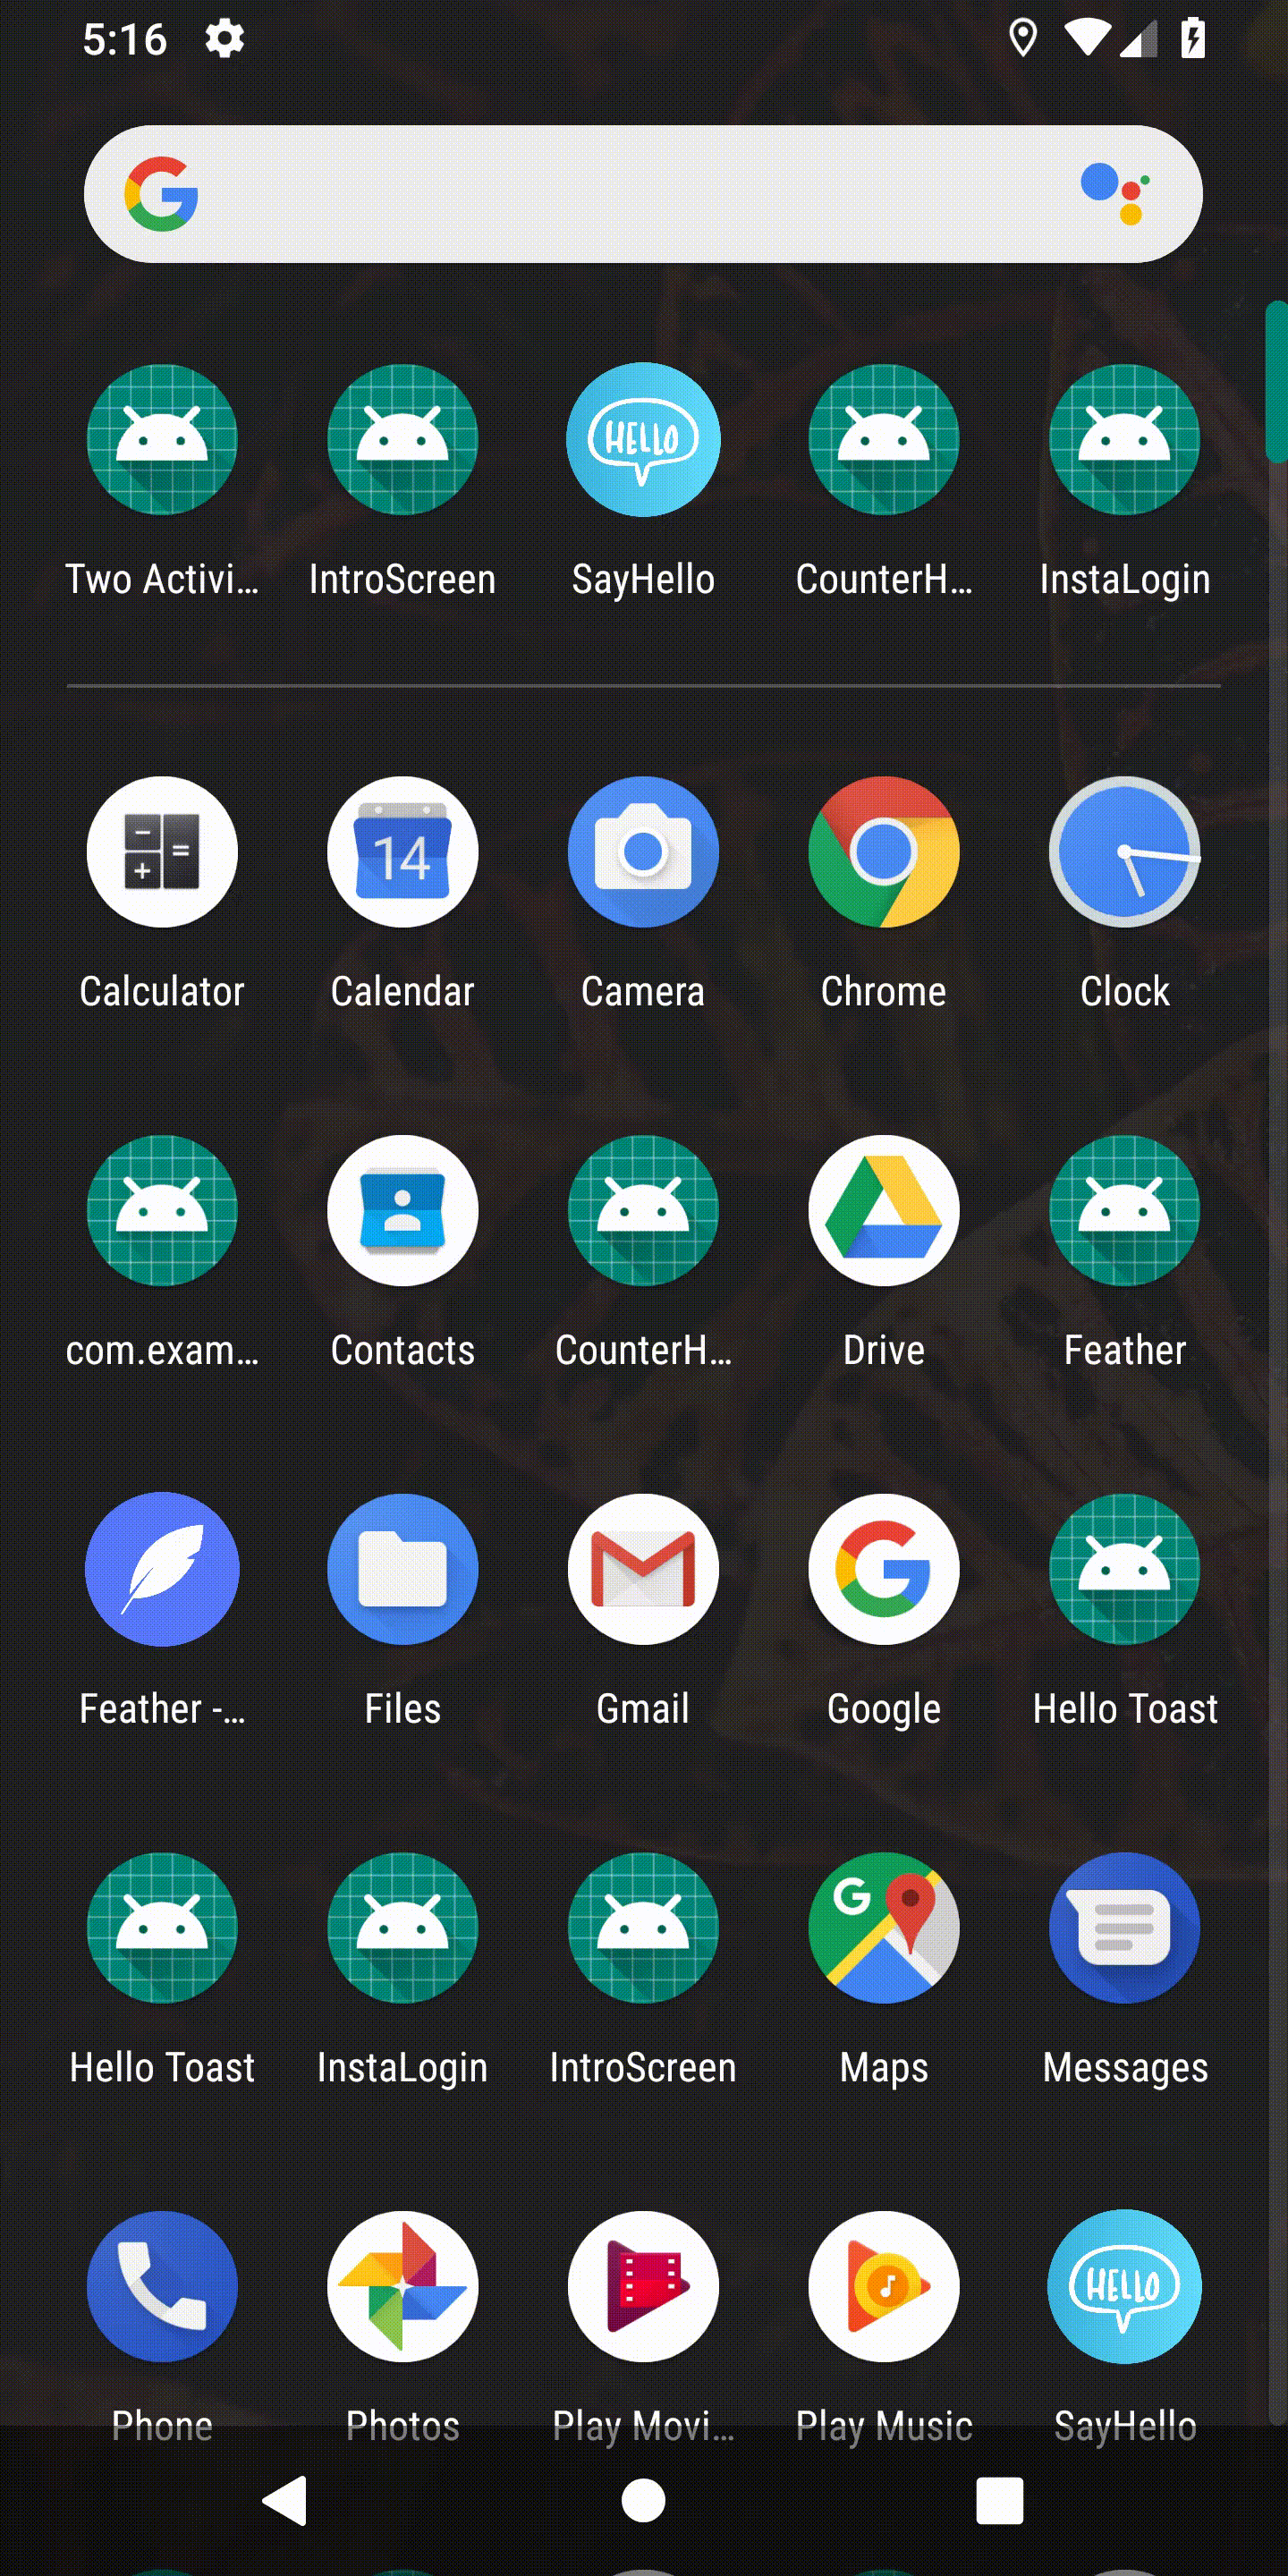 5:16
Two Activi... IntroScreen SayHello CounterH... InstaLogin
HELLO
14
Calculator Calendar Camera Chrome Clock
com.exam... Contacts CounterH... Drive Feather
Feather -... Files Gmail Google Hello Toast
Hello Toast InstaLogin IntroScreen Maps Messages
HELLO
Phone Photos Play Movi... Play Music SayHello